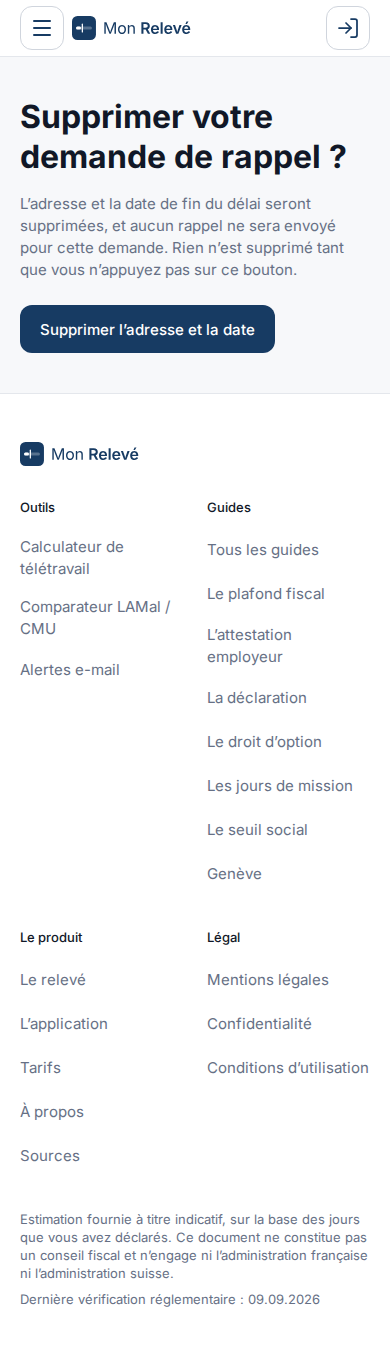 Mon Relevé
Supprimer votre
demande de rappel ?
L’adresse et la date de fin du délai seront
supprimées, et aucun rappel ne sera envoyé
pour cette demande. Rien n’est supprimé tant
que vous n’appuyez pas sur ce bouton.
Supprimer l’adresse et la date
Mon Relevé
Outils
Calculateur de
télétravail
Comparateur LAMal /
CMU
Alertes e-mail
Guides
Tous les guides
Le plafond fiscal
L’attestation
employeur
La déclaration
Le droit d’option
Les jours de mission
Le seuil social
Genève
Le produit
Le relevé
L’application
Tarifs
À propos
Sources
Légal
Mentions légales
Confidentialité
Conditions d’utilisation
Estimation fournie à titre indicatif, sur la base des jours
que vous avez déclarés. Ce document ne constitue pas
un conseil fiscal et n’engage ni l’administration française
ni l’administration suisse.
Dernière vérification réglementaire : 09.09.2026